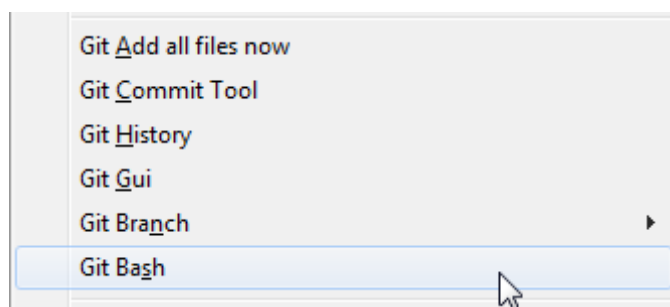 Git Add all files now
Git Commit Tool
Git History
Git Gui
Git Branch
Git Bash